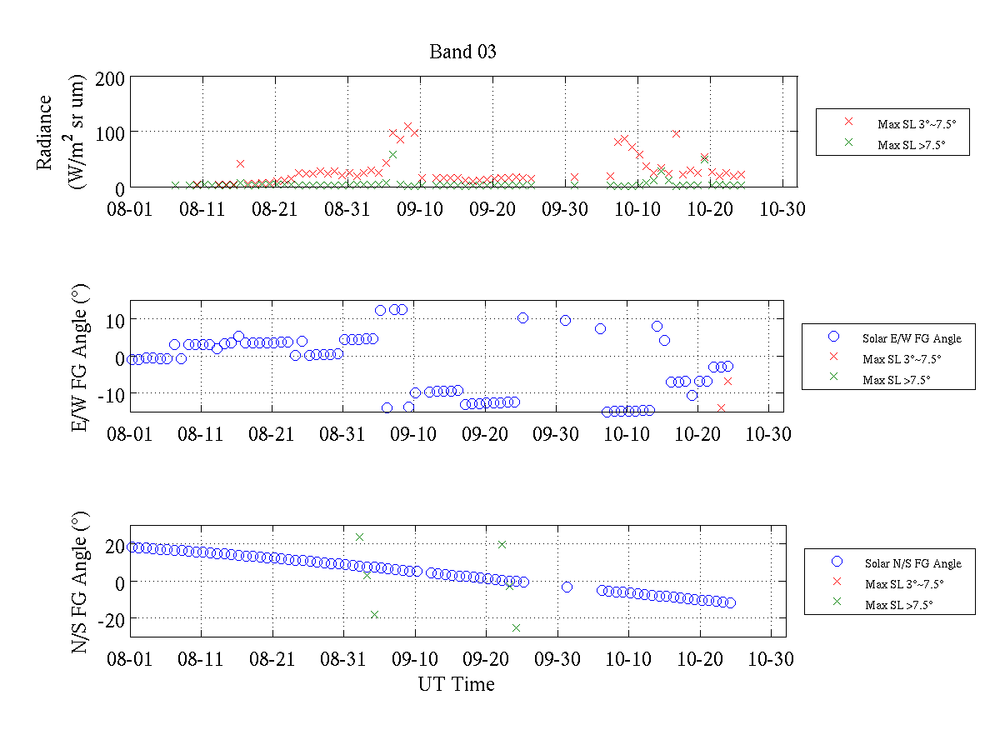 Band 03
Radiance
(W/m2 sr um)
200
100
0
08-01 08-11 08-21 08-31 09-10 09-20 09-30 10-10 10-20 10-30
Max SL 3°~7.5°
Max SL >7.5°
E/W FG Angle (°)
10
0
-10
08-01 08-11 08-21 08-31 09-10 09-20 09-30 10-10 10-20 10-30
Solar E/W FG Angle
Max SL 3°~7.5°
Max SL >7.5°
N/S FG Angle (°)
20
0
-20
08-01 08-11 08-21 08-31 09-10 09-20 09-30 10-10 10-20 10-30
UT Time
Solar N/S FG Angle
Max SL 3°~7.5°
Max SL >7.5°